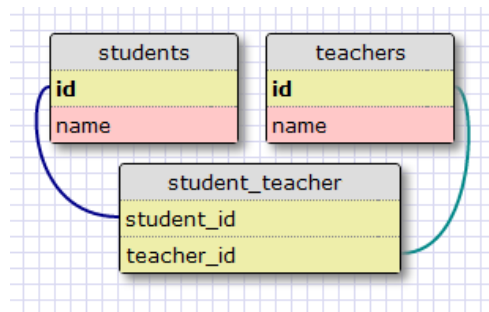 students
id
name
teachers
id
name
student_teacher
student_id
teacher_id